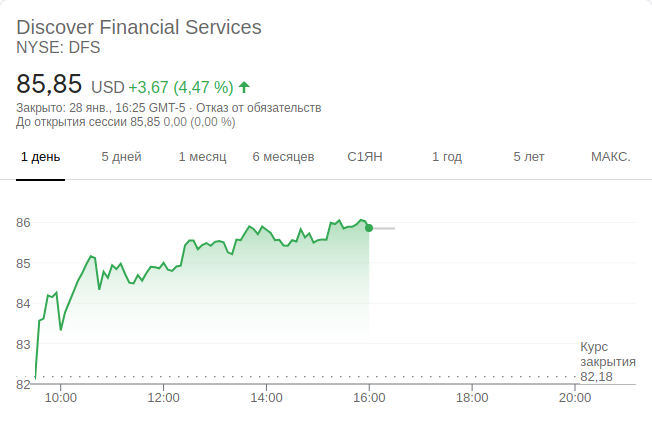 Discover Financial Services
NYSE: DFS
85,85 USD +3,67 (4,47 %)
Закрыто: 28 янв., 16:25 GMT-5 · Отказ от обязательств
До открытия сессии 85,85 0,00 (0,00 %)
1 день 5 дней 1 месяц 6 месяцев С1ЯН 1 год 5 лет МАКС.
86
85
84
83
Курс
закрытия
82,18
82
10:00 12:00 14:00 16:00 18:00 20:00